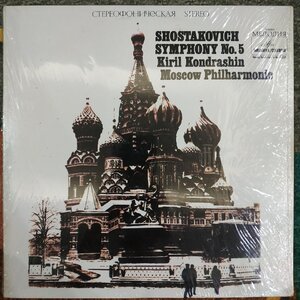 СТЕРЕОФОНИЧЕСКАЯ STEREO
SHOSTAKOVICH
SYMPHONY No.5
Kiril Kondrashin
Moscow Philharmonic
МЕЛОДИЯ